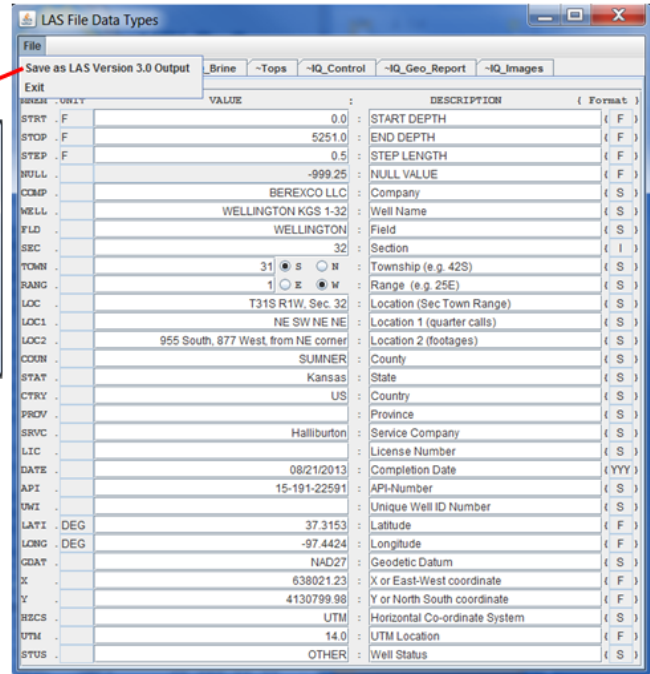 LAS File Data Types
File
Save as LAS Version 3.0 Output
Exit
_Brine ~Tops ~IQ_Control ~IQ_Geo_Report ~IQ_Images
VALUE : DESCRIPTION { Format }
STRT . F 0.0 : START DEPTH { F }
STOP . F 5251.0 : END DEPTH { F }
STEP . F 0.5 : STEP LENGTH { F }
NULL . -999.25 : NULL VALUE { F }
COMP . BEREXCO LLC : Company { S }
WELL . WELLINGTON KGS 1-32 : Well Name { S }
FLD . WELLINGTON : Field { S }
SEC . 32 : Section { I }
TOWN . 31 S N : Township (e.g. 42S) { S }
RANG . 1 E W : Range (e.g. 25E) { S }
LOC . T31S R1W, Sec. 32 : Location (Sec Town Range) { S }
LOC1 . NE SW NE NE : Location 1 (quarter calls) { S }
LOC2 . 955 South, 877 West, from NE corner : Location 2 (footages) { S }
COUN . SUMNER : County { S }
STAT . Kansas : State { S }
CTRY . US : Country { S }
PROV . : Province { S }
SRVC . Halliburton : Service Company { S }
LIC . : License Number { S }
DATE . 08/21/2013 : Completion Date { YYY }
API . 15-191-22591 : API-Number { S }
UWI . : Unique Well ID Number { S }
LATI . DEG 37.3153 : Latitude { F }
LONG . DEG -97.4424 : Longitude { F }
GDAT . NAD27 : Geodetic Datum { S }
X . 638021.23 : X or East-West coordinate { F }
Y . 4130799.98 : Y or North South coordinate { F }
HZCS . UTM : Horizontal Co-ordinate System { S }
UTM . 14.0 : UTM Location { F }
STUS . OTHER : Well Status { S }